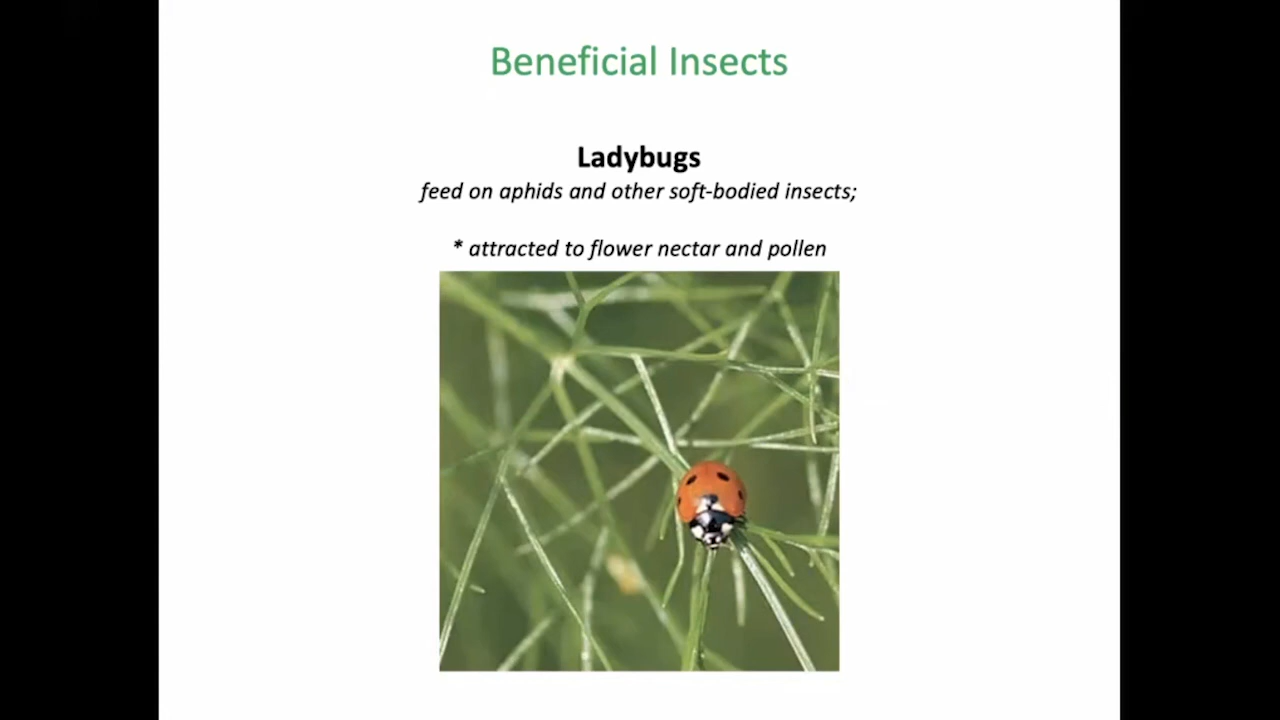 Beneficial Insects
Ladybugs
feed on aphids and other soft-bodied insects;
* attracted to flower nectar and pollen